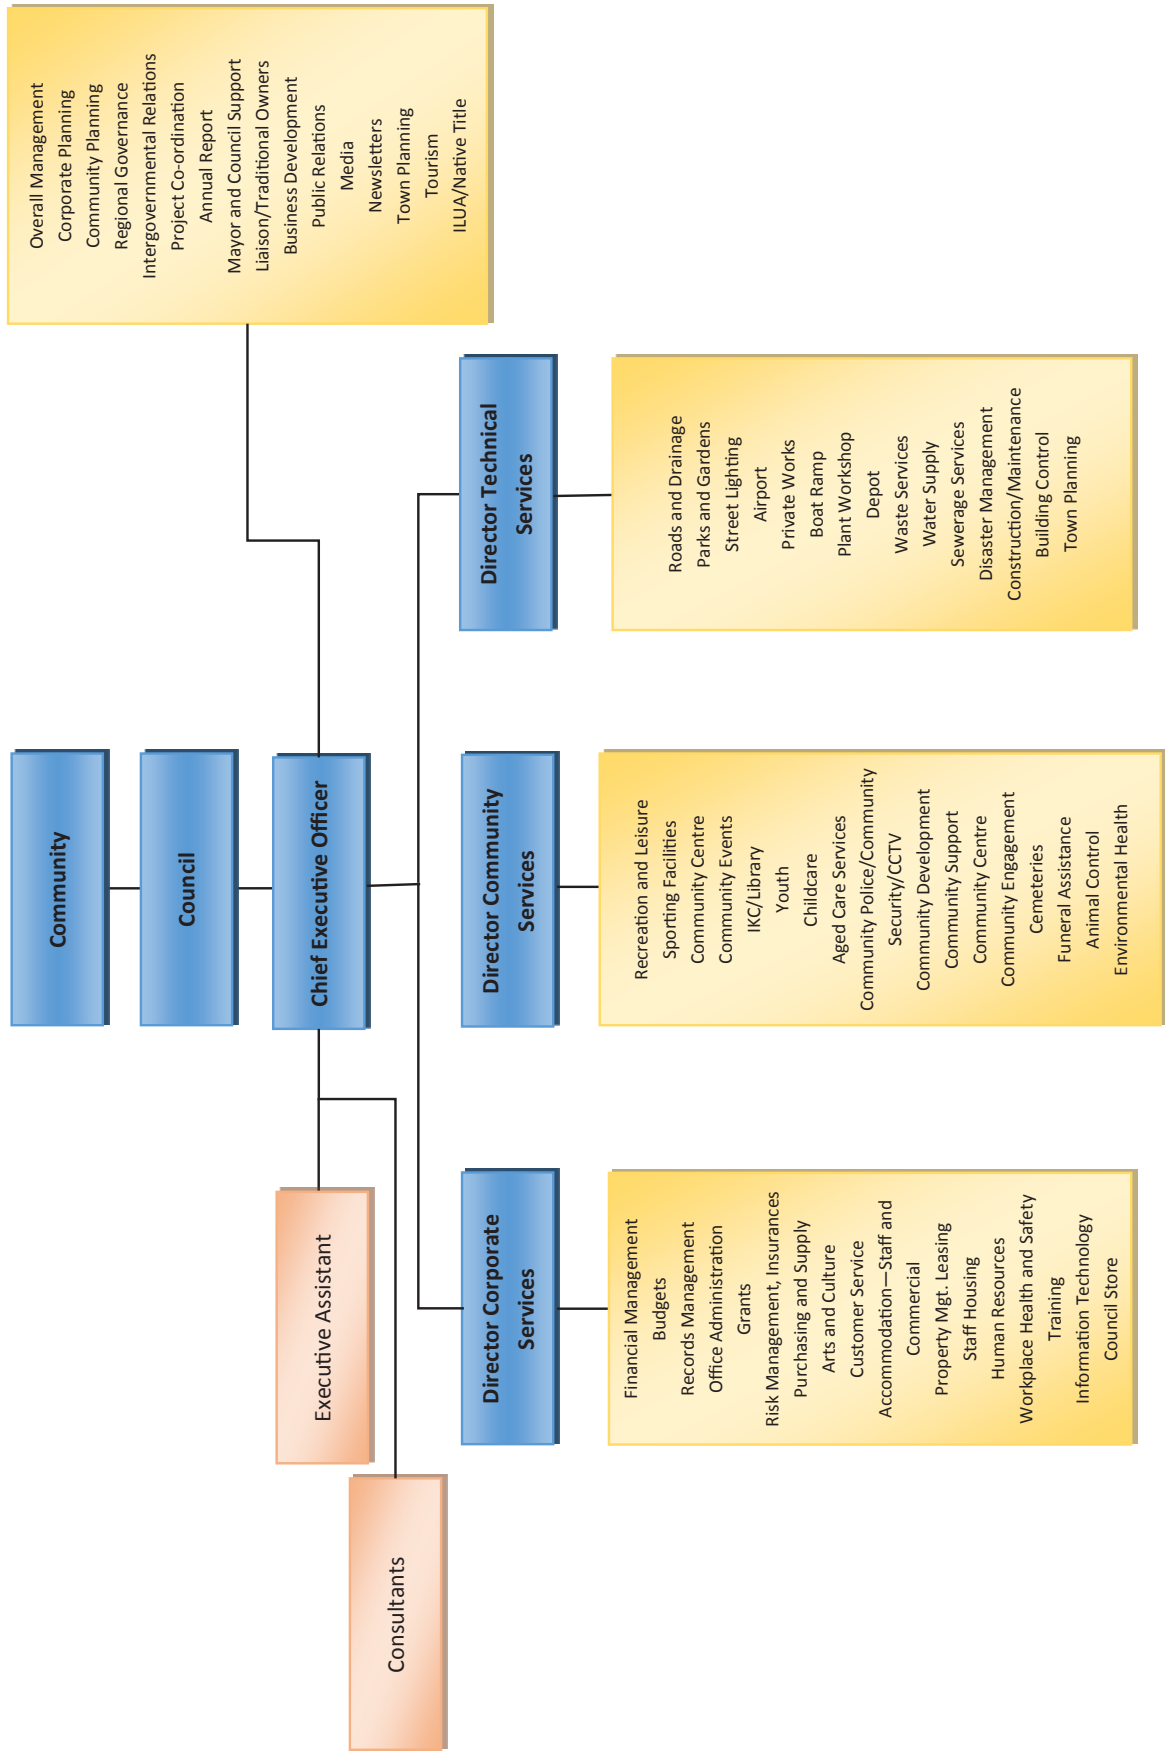 Community
Council
Chief Executive Officer
Executive Assistant
Consultants
Overall Management
Corporate Planning
Community Planning
Regional Governance
Intergovernmental Relations
Project Co-ordination
Annual Report
Mayor and Council Support
Liaison/Traditional Owners
Business Development
Public Relations
Media
Newsletters
Town Planning
Tourism
ILUA/Native Title
Director Corporate
Services
Financial Management
Budgets
Records Management
Office Administration
Grants
Risk Management, Insurances
Purchasing and Supply
Arts and Culture
Customer Service
Accommodation—Staff and
Commercial
Property Mgt. Leasing
Staff Housing
Human Resources
Workplace Health and Safety
Training
Information Technology
Council Store
Director Community
Services
Recreation and Leisure
Sporting Facilities
Community Centre
Community Events
IKC/Library
Youth
Childcare
Aged Care Services
Community Police/Community
Security/CCTV
Community Development
Community Support
Community Centre
Community Engagement
Cemeteries
Funeral Assistance
Animal Control
Environmental Health
Director Technical
Services
Roads and Drainage
Parks and Gardens
Street Lighting
Airport
Private Works
Boat Ramp
Plant Workshop
Depot
Waste Services
Water Supply
Sewerage Services
Disaster Management
Construction/Maintenance
Building Control
Town Planning